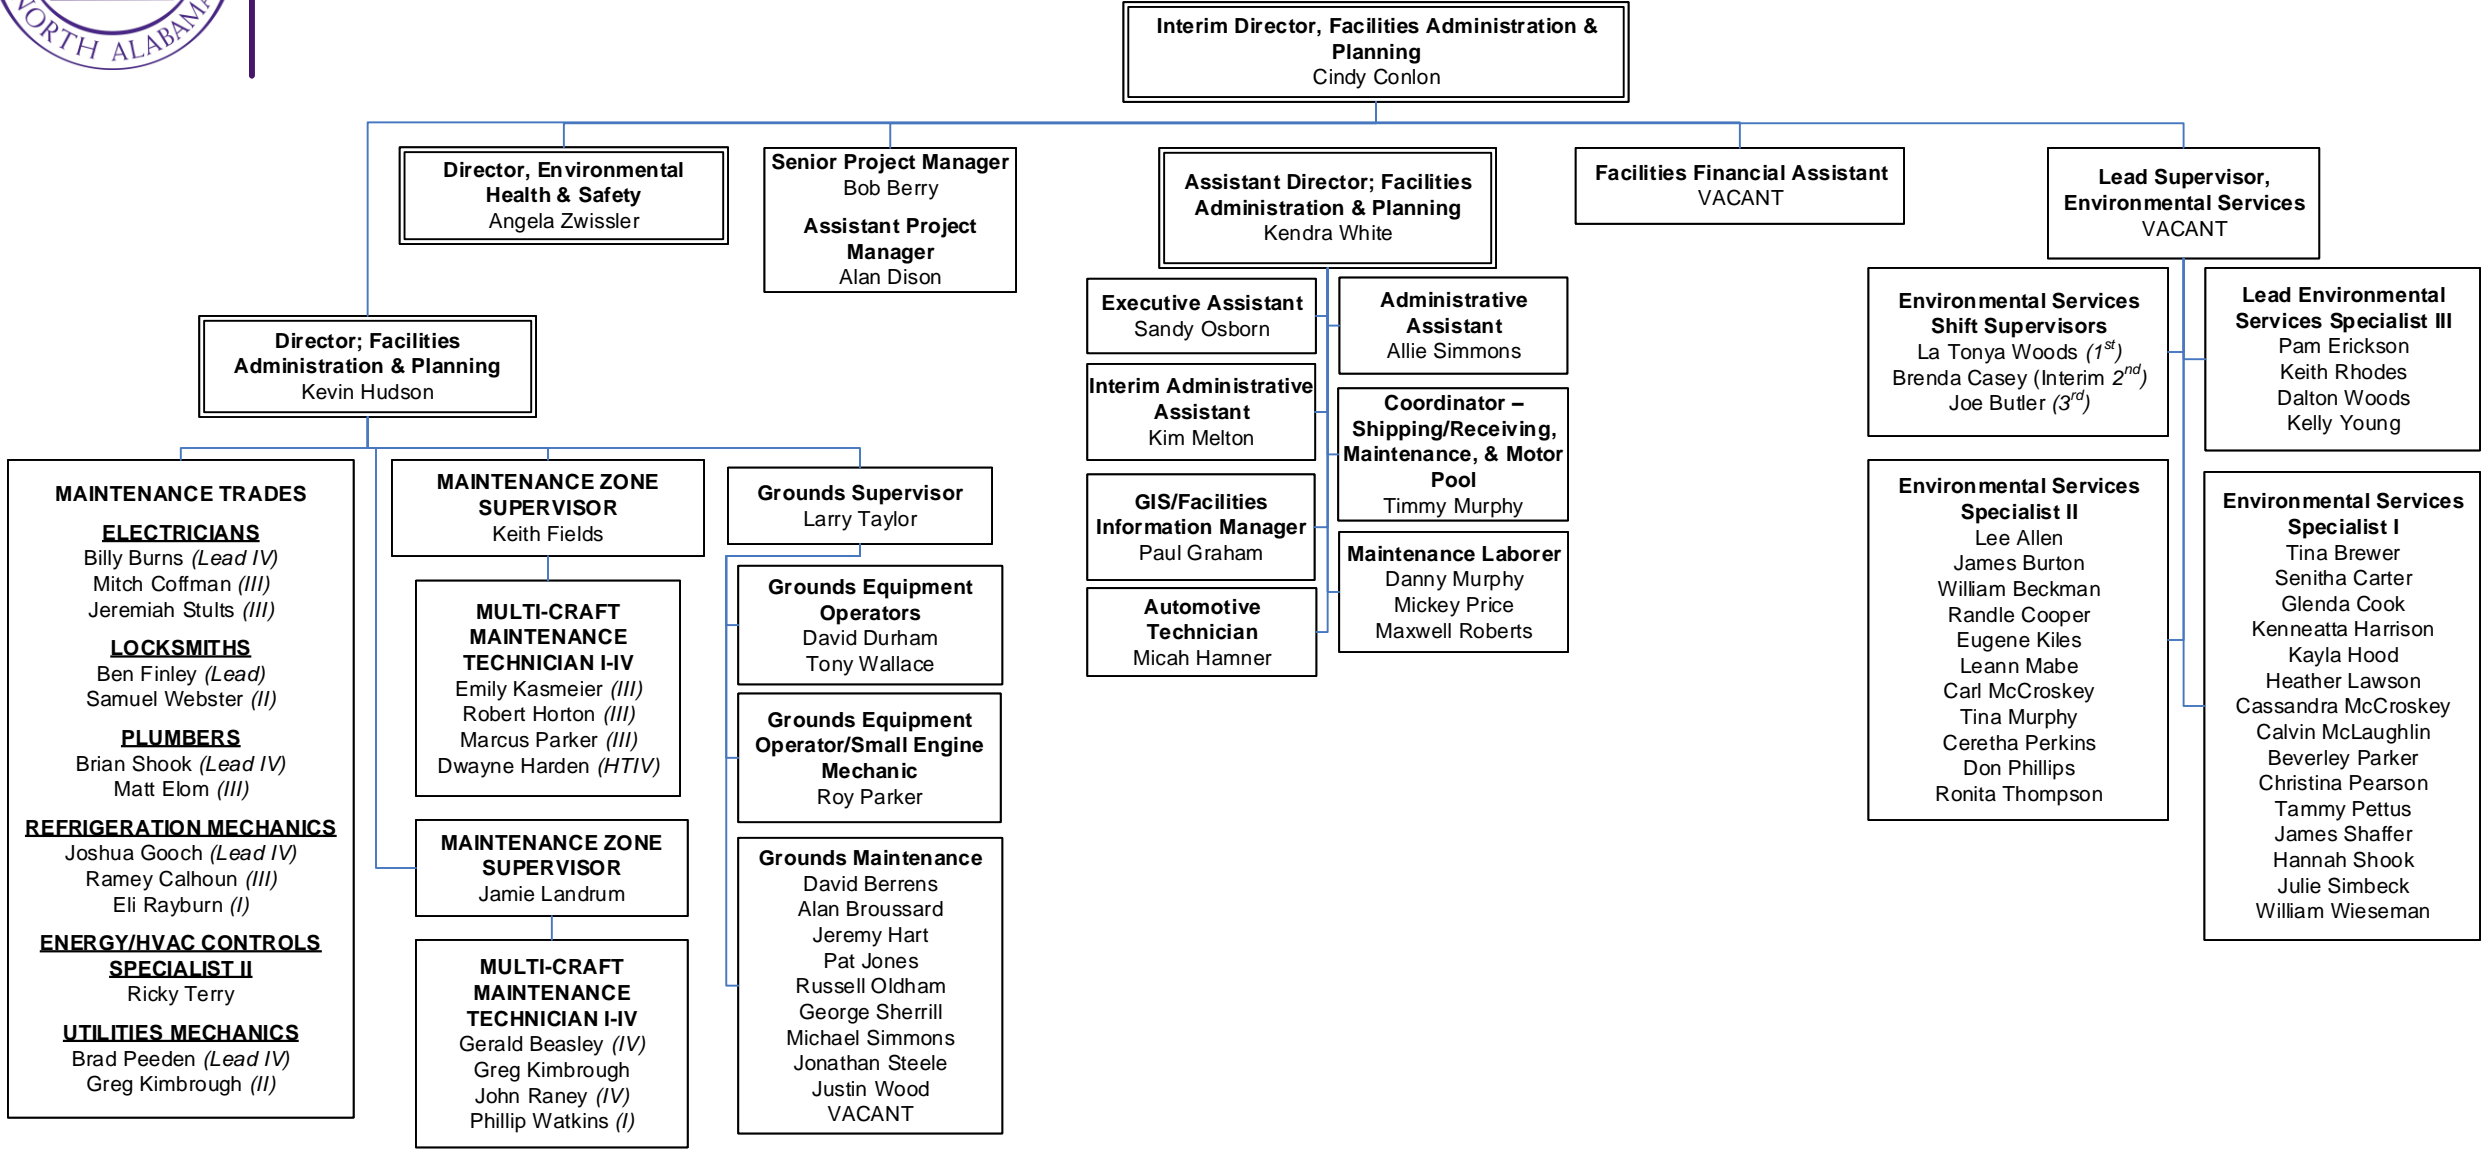 NORTH ALABAMA
Interim Director, Facilities Administration &
Planning
Cindy Conlon
Director, Environmental
Health & Safety
Angela Zwissler
Senior Project Manager
Bob Berry
Assistant Project
Manager
Alan Dison
Assistant Director; Facilities
Administration & Planning
Kendra White
Facilities Financial Assistant
VACANT
Lead Supervisor,
Environmental Services
VACANT
Director; Facilities
Administration & Planning
Kevin Hudson
MAINTENANCE TRADES
ELECTRICIANS
Billy Burns (Lead IV)
Mitch Coffman (III)
Jeremiah Stults (III)
LOCKSMITHS
Ben Finley (Lead)
Samuel Webster (II)
PLUMBERS
Brian Shook (Lead IV)
Matt Elom (III)
REFRIGERATION MECHANICS
Joshua Gooch (Lead IV)
Ramey Calhoun (III)
Eli Rayburn (I)
ENERGY/HVAC CONTROLS
SPECIALIST II
Ricky Terry
UTILITIES MECHANICS
Brad Peeden (Lead IV)
Greg Kimbrough (II)
MAINTENANCE ZONE
SUPERVISOR
Keith Fields
MULTI-CRAFT
MAINTENANCE
TECHNICIAN I-IV
Emily Kasmeier (III)
Robert Horton (III)
Marcus Parker (III)
Dwayne Harden (HTIV)
MAINTENANCE ZONE
SUPERVISOR
Jamie Landrum
MULTI-CRAFT
MAINTENANCE
TECHNICIAN I-IV
Gerald Beasley (IV)
Greg Kimbrough
John Raney (IV)
Phillip Watkins (I)
Grounds Supervisor
Larry Taylor
Grounds Equipment
Operators
David Durham
Tony Wallace
Grounds Equipment
Operator/Small Engine
Mechanic
Roy Parker
Grounds Maintenance
David Berrens
Alan Broussard
Jeremy Hart
Pat Jones
Russell Oldham
George Sherrill
Michael Simmons
Jonathan Steele
Justin Wood
VACANT
Executive Assistant
Sandy Osborn
Interim Administrative
Assistant
Kim Melton
GIS/Facilities
Information Manager
Paul Graham
Automotive
Technician
Micah Hamner
Administrative
Assistant
Allie Simmons
Coordinator –
Shipping/Receiving,
Maintenance, & Motor
Pool
Timmy Murphy
Maintenance Laborer
Danny Murphy
Mickey Price
Maxwell Roberts
Environmental Services
Shift Supervisors
La Tonya Woods (1st)
Brenda Casey (Interim 2nd)
Joe Butler (3rd)
Environmental Services
Specialist II
Lee Allen
James Burton
William Beckman
Randle Cooper
Eugene Kiles
Leann Mabe
Carl McCroskey
Tina Murphy
Ceretha Perkins
Don Phillips
Ronita Thompson
Lead Environmental
Services Specialist III
Pam Erickson
Keith Rhodes
Dalton Woods
Kelly Young
Environmental Services
Specialist I
Tina Brewer
Senitha Carter
Glenda Cook
Kenneatta Harrison
Kayla Hood
Heather Lawson
Cassandra McCroskey
Calvin McLaughlin
Beverley Parker
Christina Pearson
Tammy Pettus
James Shaffer
Hannah Shook
Julie Simbeck
William Wieseman